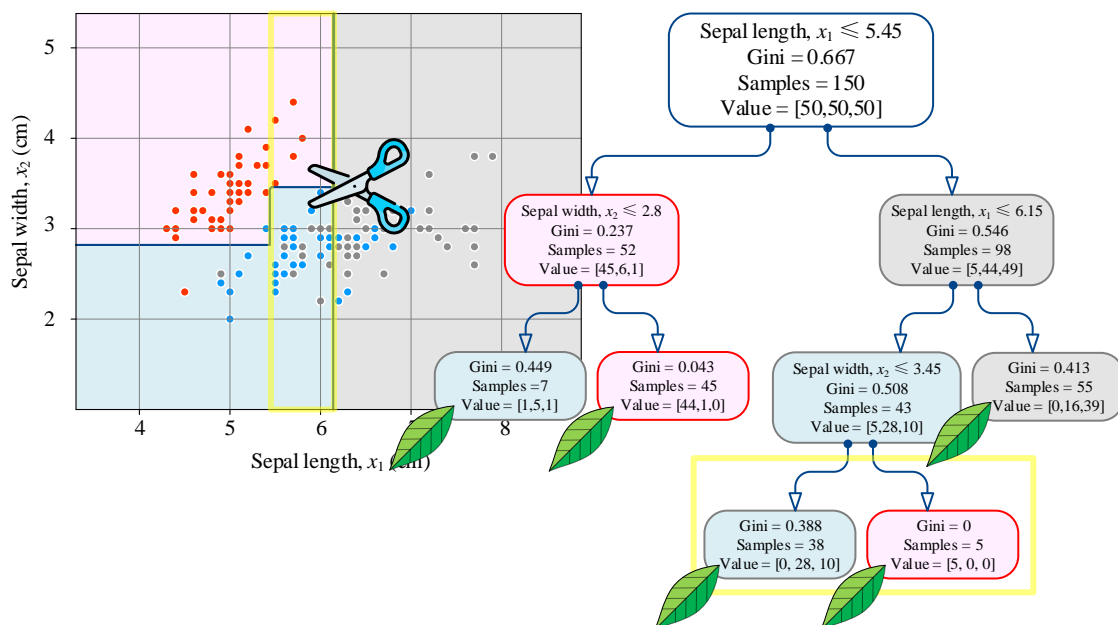 5
4
3
2
4
5
6
7
8
Sepal width, x₂ (cm)
Sepal length, x₁ (cm)
Sepal length, x₁ ⩽ 5.45
Gini = 0.667
Samples = 150
Value = [50,50,50]
Sepal width, x₂ ⩽ 2.8
Gini = 0.237
Samples = 52
Value = [45,6,1]
Sepal length, x₁ ⩽ 6.15
Gini = 0.546
Samples = 98
Value = [5,44,49]
Gini = 0.449
Samples =7
Value = [1,5,1]
Gini = 0.043
Samples = 45
Value = [44,1,0]
Sepal width, x₂ ⩽ 3.45
Gini = 0.508
Samples = 43
Value = [5,28,10]
Gini = 0.413
Samples = 55
Value = [0,16,39]
Gini = 0.388
Samples = 38
Value = [0, 28, 10]
Gini = 0
Samples = 5
Value = [5, 0, 0]